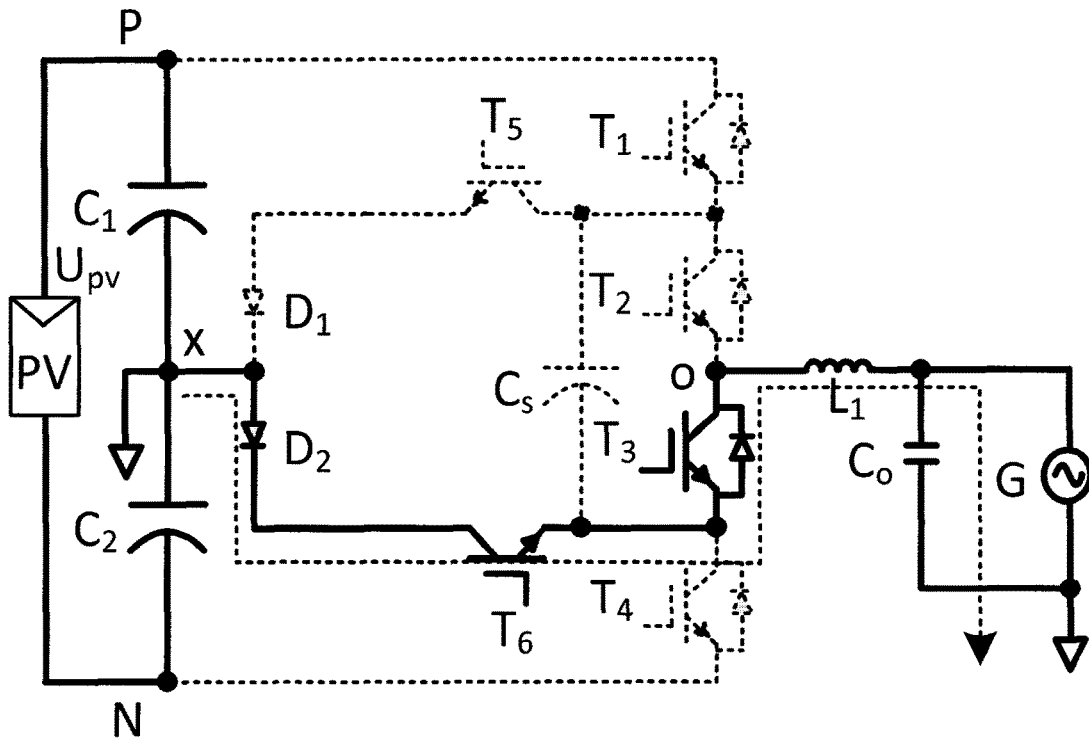 P
T₅
T₁
C₁
Uₚᵥ
PV
D₁
T₂
X
O
Cₛ
L₁
D₂
T₃
Cₒ
G
C₂
T₆
T₄
N